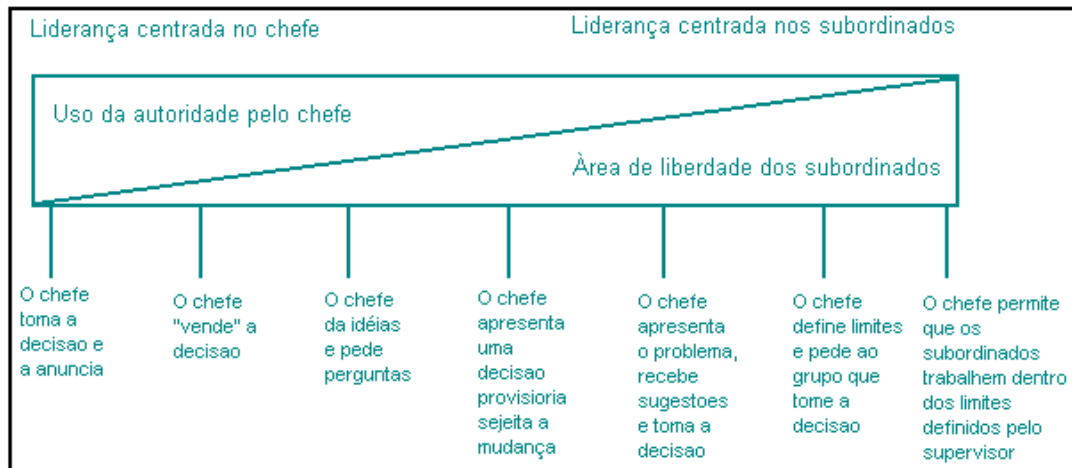 Liderança centrada no chefe
Liderança centrada nos subordinados
Uso da autoridade pelo chefe
Àrea de liberdade dos subordinados
O chefe
toma a
decisao e
a anuncia
O chefe
"vende" a
decisao
O chefe
da idéias
e pede
perguntas
O chefe
apresenta
uma
decisao
provisioria
sejeita a
mudança
O chefe
apresenta
o problema,
recebe
sugestoes
e toma a
decisao
O chefe
define limites
e pede ao
grupo que
tome a
decisao
O chefe permite
que os
subordinados
trabalhem dentro
dos limites
definidos pelo
supervisor